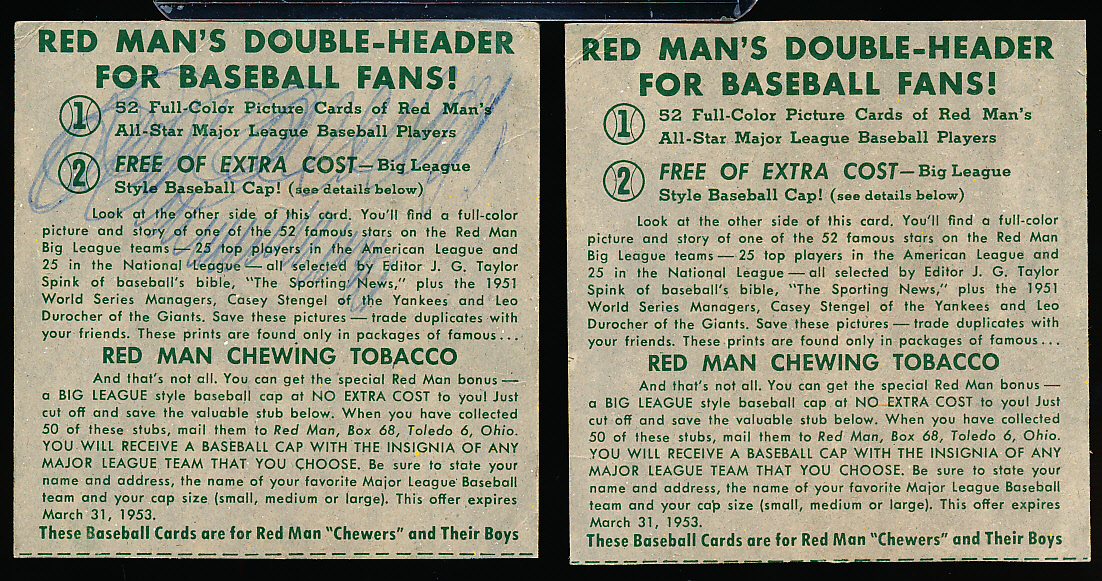 RED MAN'S DOUBLE-HEADER
FOR BASEBALL FANS!
1 52 Full-Color Picture Cards of Red Man's
All-Star Major League Baseball Players
2 FREE OF EXTRA COST—Big League
Style Baseball Cap! (see details below)
Look at the other side of this card. You'll find a full-color
picture and story of one of the 52 famous stars on the Red Man
Big League teams—25 top players in the American League and
25 in the National League—all selected by Editor J. G. Taylor
Spink of baseball's bible, "The Sporting News," plus the 1951
World Series Managers, Casey Stengel of the Yankees and Leo
Durocher of the Giants. Save these pictures—trade duplicates with
your friends. These prints are found only in packages of famous...
RED MAN CHEWING TOBACCO
And that's not all. You can get the special Red Man bonus—
a BIG LEAGUE style baseball cap at NO EXTRA COST to you! Just
cut off and save the valuable stub below. When you have collected
50 of these stubs, mail them to Red Man, Box 68, Toledo 6, Ohio.
YOU WILL RECEIVE A BASEBALL CAP WITH THE INSIGNIA OF ANY
MAJOR LEAGUE TEAM THAT YOU CHOOSE. Be sure to state your
name and address, the name of your favorite Major League Baseball
team and your cap size (small, medium or large). This offer expires
March 31, 1953.
These Baseball Cards are for Red Man "Chewers" and Their Boys
RED MAN'S DOUBLE-HEADER
FOR BASEBALL FANS!
1 52 Full-Color Picture Cards of Red Man's
All-Star Major League Baseball Players
2 FREE OF EXTRA COST—Big League
Style Baseball Cap! (see details below)
Look at the other side of this card. You'll find a full-color
picture and story of one of the 52 famous stars on the Red Man
Big League teams—25 top players in the American League and
25 in the National League—all selected by Editor J. G. Taylor
Spink of baseball's bible, "The Sporting News," plus the 1951
World Series Managers, Casey Stengel of the Yankees and Leo
Durocher of the Giants. Save these pictures—trade duplicates with
your friends. These prints are found only in packages of famous...
RED MAN CHEWING TOBACCO
And that's not all. You can get the special Red Man bonus—
a BIG LEAGUE style baseball cap at NO EXTRA COST to you! Just
cut off and save the valuable stub below. When you have collected
50 of these stubs, mail them to Red Man, Box 68, Toledo 6, Ohio.
YOU WILL RECEIVE A BASEBALL CAP WITH THE INSIGNIA OF ANY
MAJOR LEAGUE TEAM THAT YOU CHOOSE. Be sure to state your
name and address, the name of your favorite Major League Baseball
team and your cap size (small, medium or large). This offer expires
March 31, 1953.
These Baseball Cards are for Red Man "Chewers" and Their Boys